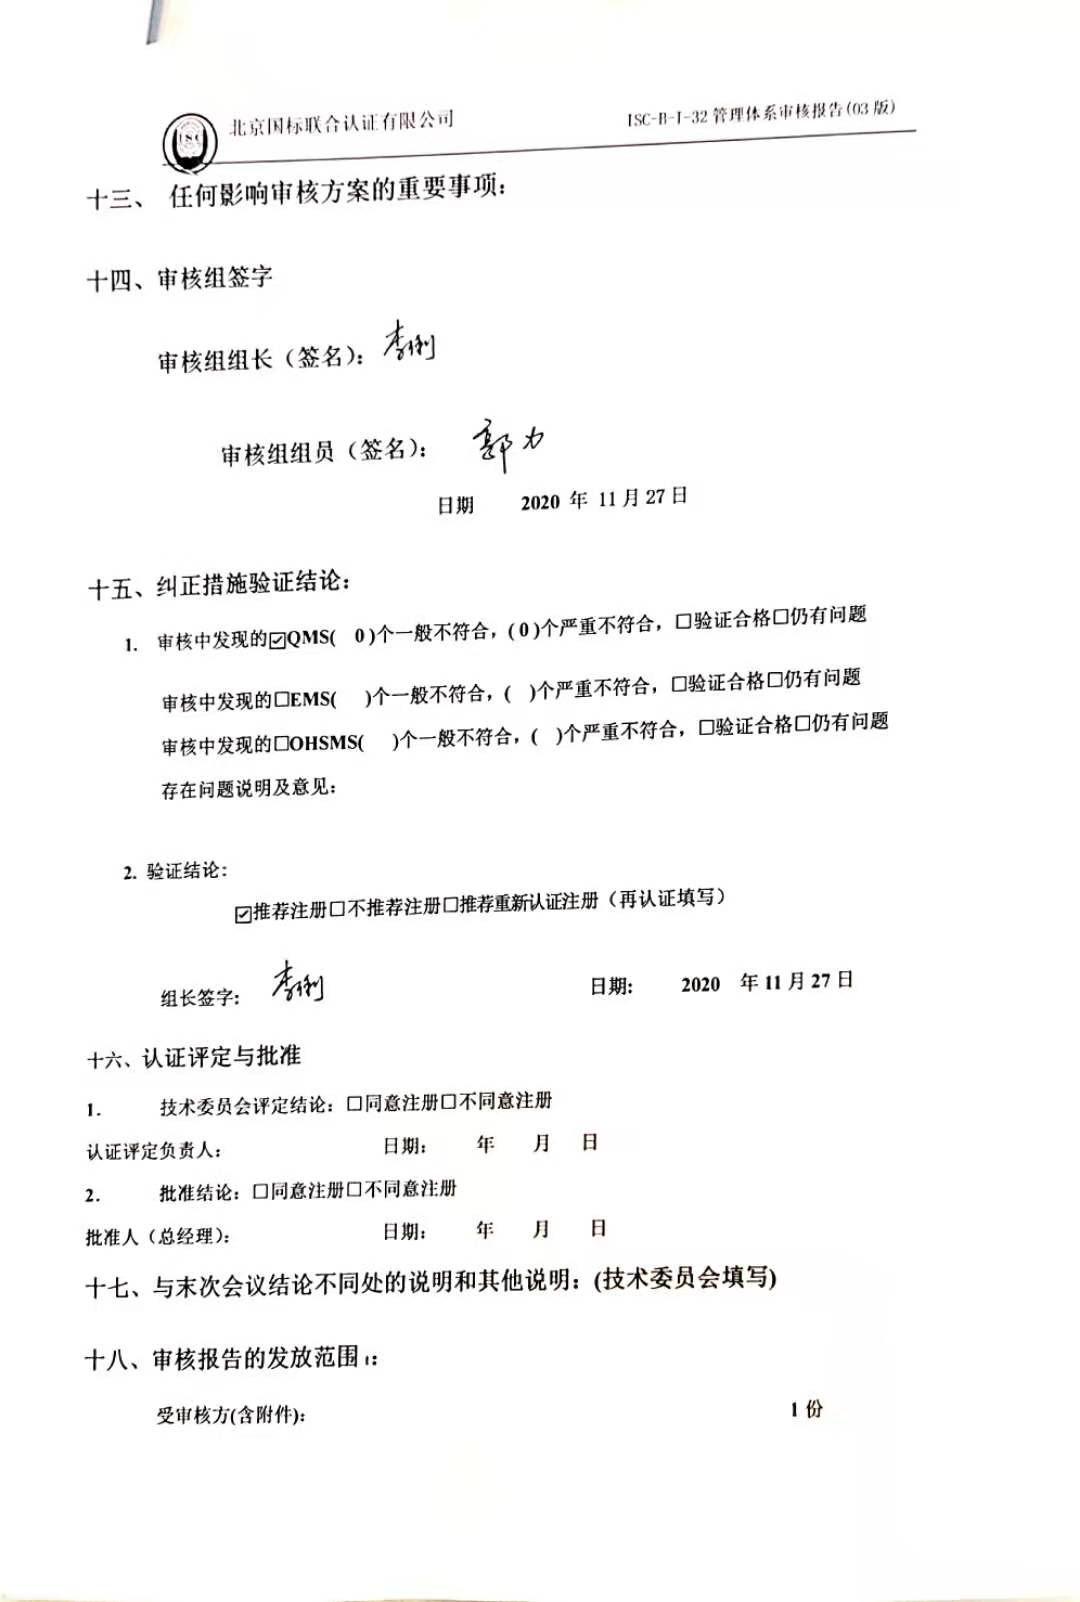 ISC
北京国标联合认证有限公司 ISC-B-I-32 管理体系审核报告(03 版)
十三、 任何影响审核方案的重要事项：
十四、审核组签字
审核组组长（签名）： 李俐
审核组组员（签名）： 郭力
日期 2020 年 11 月 27 日
十五、纠正措施验证结论：
1. 审核中发现的☑QMS( 0 )个一般不符合，( 0 )个严重不符合，☐验证合格☐仍有问题
审核中发现的☐EMS( )个一般不符合，( )个严重不符合，☐验证合格☐仍有问题
审核中发现的☐OHSMS( )个一般不符合，( )个严重不符合，☐验证合格☐仍有问题
存在问题说明及意见：
2. 验证结论：
☑推荐注册☐不推荐注册☐推荐重新认证注册（再认证填写）
组长签字： 李俐 日期： 2020 年 11 月 27 日
十六、认证评定与批准
1. 技术委员会评定结论：☐同意注册☐不同意注册
认证评定负责人： 日期： 年 月 日
2. 批准结论：☐同意注册☐不同意注册
批准人（总经理）： 日期： 年 月 日
十七、与末次会议结论不同处的说明和其他说明：(技术委员会填写)
十八、审核报告的发放范围：
受审核方(含附件)： 1 份